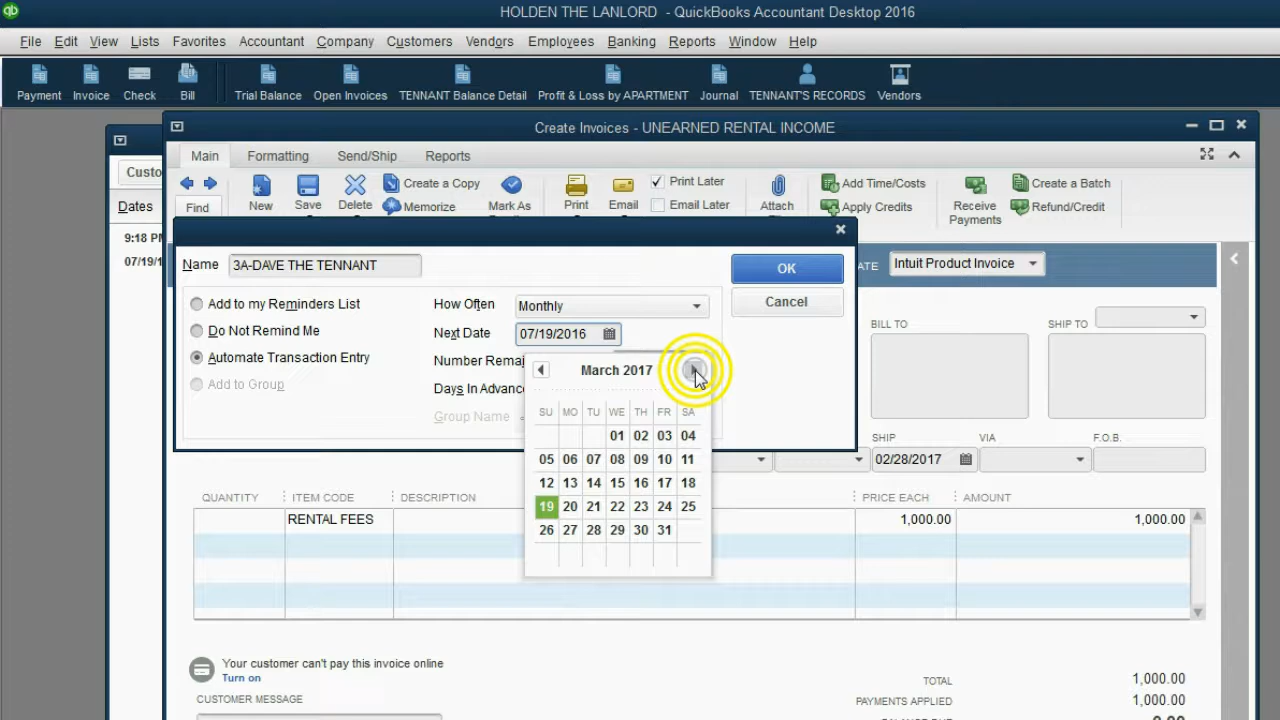 HOLDEN THE LANLORD - QuickBooks Accountant Desktop 2016
File Edit View Lists Favorites Accountant Company Customers Vendors Employees Banking Reports Window Help
Payment Invoice Check Bill Trial Balance Open Invoices TENNANT Balance Detail Profit & Loss by APARTMENT Journal TENNANT'S RECORDS Vendors
Create Invoices - UNEARNED RENTAL INCOME
Main Formatting Send/Ship Reports
Custo
Create a Copy Print Later Add Time/Costs Create a Batch
Find New Save Delete Memorize Mark As Print Email Email Later Attach Apply Credits Receive Payments Refund/Credit
Dates
9:18 PM
07/19/1
Name 3A-DAVE THE TENNANT OK
ATE Intuit Product Invoice
Add to my Reminders List How Often Monthly Cancel
Do Not Remind Me Next Date 07/19/2016
BILL TO SHIP TO
Automate Transaction Entry Number Remai
Add to Group Days In Advanc
Group Name
March 2017
SU MO TU WE TH FR SA
01 02 03 04
05 06 07 08 09 10 11
12 13 14 15 16 17 18
19 20 21 22 23 24 25
26 27 28 29 30 31
SHIP VIA F.O.B.
02/28/2017
QUANTITY ITEM CODE DESCRIPTION PRICE EACH AMOUNT
RENTAL FEES 1,000.00 1,000.00
Your customer can't pay this invoice online
Turn on
TOTAL 1,000.00
CUSTOMER MESSAGE
PAYMENTS APPLIED 1,000.00